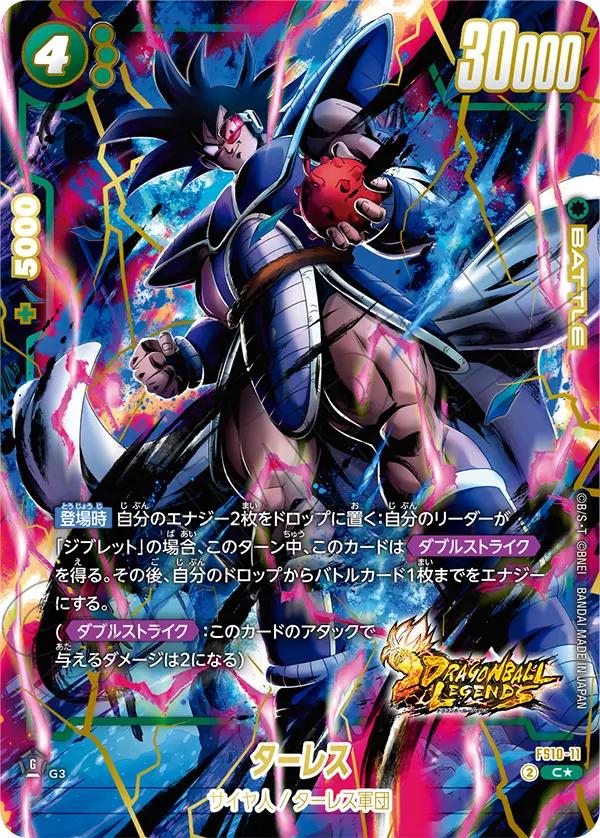 4
30000
+5000
BATTLE
登場時 自分のエナジー2枚をドロップに置く:自分のリーダーが
「ジブレット」の場合、このターン中、このカードは ダブルストライク
を得る。その後、自分のドロップからバトルカード1枚までをエナジー
にする。
( ダブルストライク :このカードのアタックで
与えるダメージは2になる)
DRAGONBALL
LEGENDS
©B/S・T ©BNEI BANDAI MADE IN JAPAN
ターレス
サイヤ人/ターレス軍団
G
G3
FS10-11
② C★